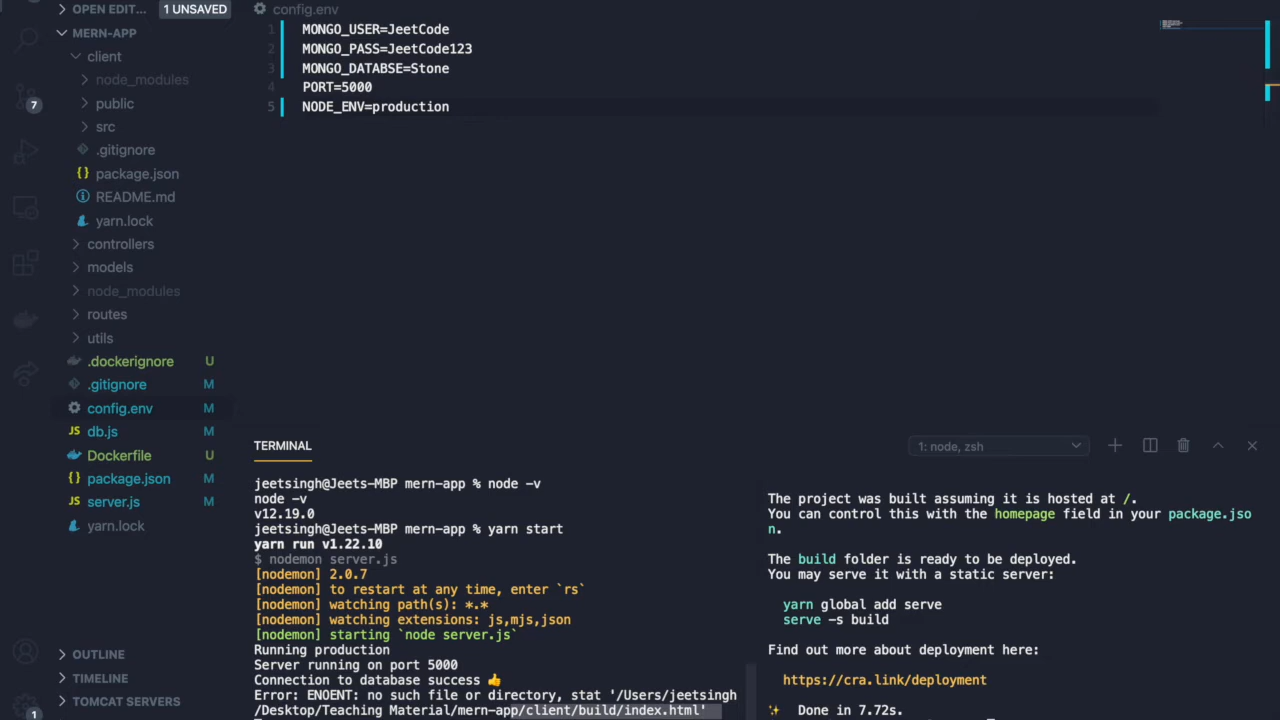 OPEN EDIT... 1 UNSAVED
MERN-APP
client
node_modules
public
src
.gitignore
package.json
README.md
yarn.lock
controllers
models
node_modules
routes
utils
.dockerignore U
.gitignore M
config.env M
db.js M
Dockerfile U
package.json M
server.js M
yarn.lock
OUTLINE
TIMELINE
TOMCAT SERVERS
7
1
config.env
1 MONGO_USER=JeetCode
2 MONGO_PASS=JeetCode123
3 MONGO_DATABSE=Stone
4 PORT=5000
5 NODE_ENV=production
TERMINAL
1: node, zsh
jeetsingh@Jeets-MBP mern-app % node -v
node -v
v12.19.0
jeetsingh@Jeets-MBP mern-app % yarn start
yarn run v1.22.10
$ nodemon server.js
[nodemon] 2.0.7
[nodemon] to restart at any time, enter `rs`
[nodemon] watching path(s): *.*
[nodemon] watching extensions: js,mjs,json
[nodemon] starting `node server.js`
Running production
Server running on port 5000
Connection to database success 👍
Error: ENOENT: no such file or directory, stat '/Users/jeetsingh
/Desktop/Teaching Material/mern-app/client/build/index.html'
The project was built assuming it is hosted at /.
You can control this with the homepage field in your package.jso
n.
The build folder is ready to be deployed.
You may serve it with a static server:
yarn global add serve
serve -s build
Find out more about deployment here:
https://cra.link/deployment
✨ Done in 7.72s.